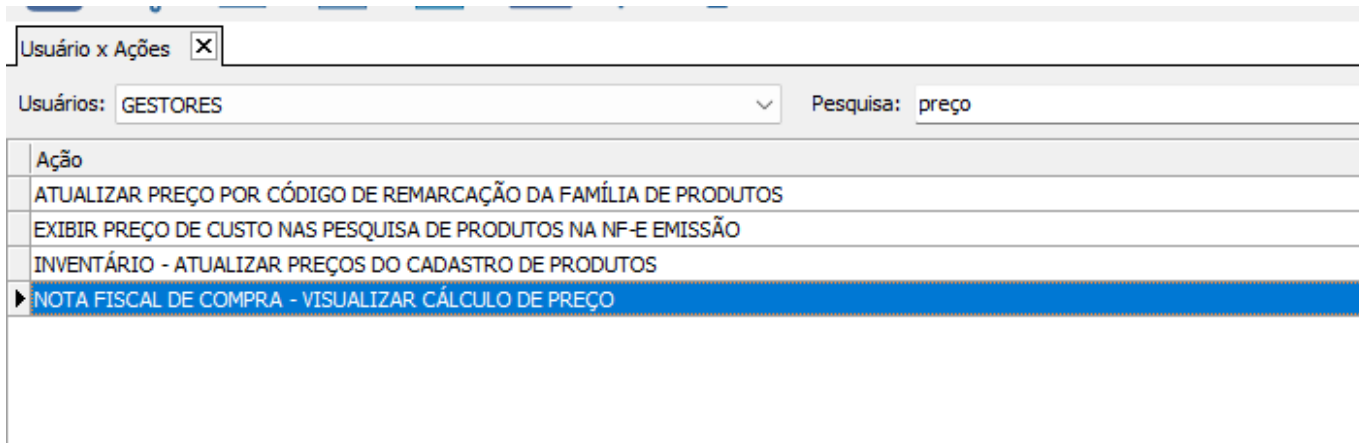 Usuário x Ações
Usuários: GESTORES Pesquisa: preço
Ação
ATUALIZAR PREÇO POR CÓDIGO DE REMARCAÇÃO DA FAMÍLIA DE PRODUTOS
EXIBIR PREÇO DE CUSTO NAS PESQUISA DE PRODUTOS NA NF-E EMISSÃO
INVENTÁRIO - ATUALIZAR PREÇOS DO CADASTRO DE PRODUTOS
NOTA FISCAL DE COMPRA - VISUALIZAR CÁLCULO DE PREÇO